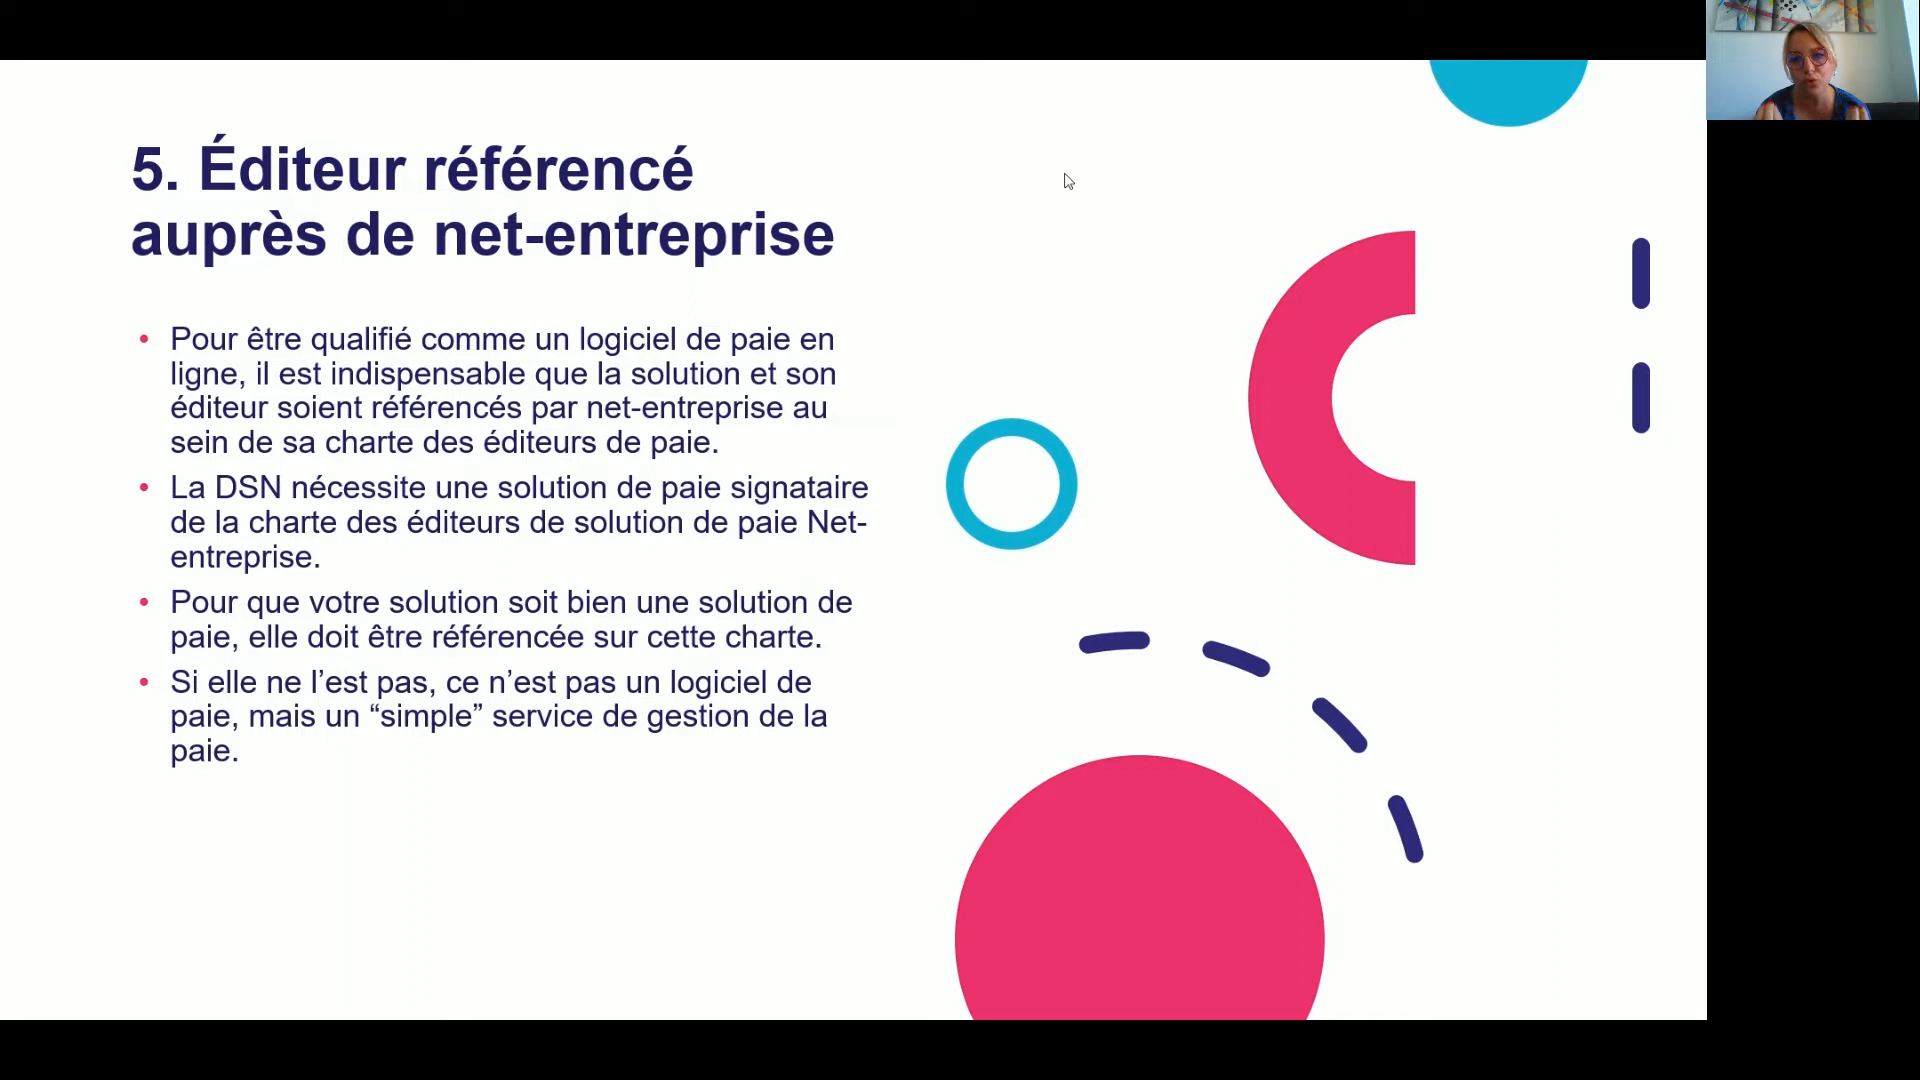 5. Éditeur référencé
auprès de net-entreprise
• Pour être qualifié comme un logiciel de paie en
ligne, il est indispensable que la solution et son
éditeur soient référencés par net-entreprise au
sein de sa charte des éditeurs de paie.
• La DSN nécessite une solution de paie signataire
de la charte des éditeurs de solution de paie Net-
entreprise.
• Pour que votre solution soit bien une solution de
paie, elle doit être référencée sur cette charte.
• Si elle ne l’est pas, ce n’est pas un logiciel de
paie, mais un “simple” service de gestion de la
paie.